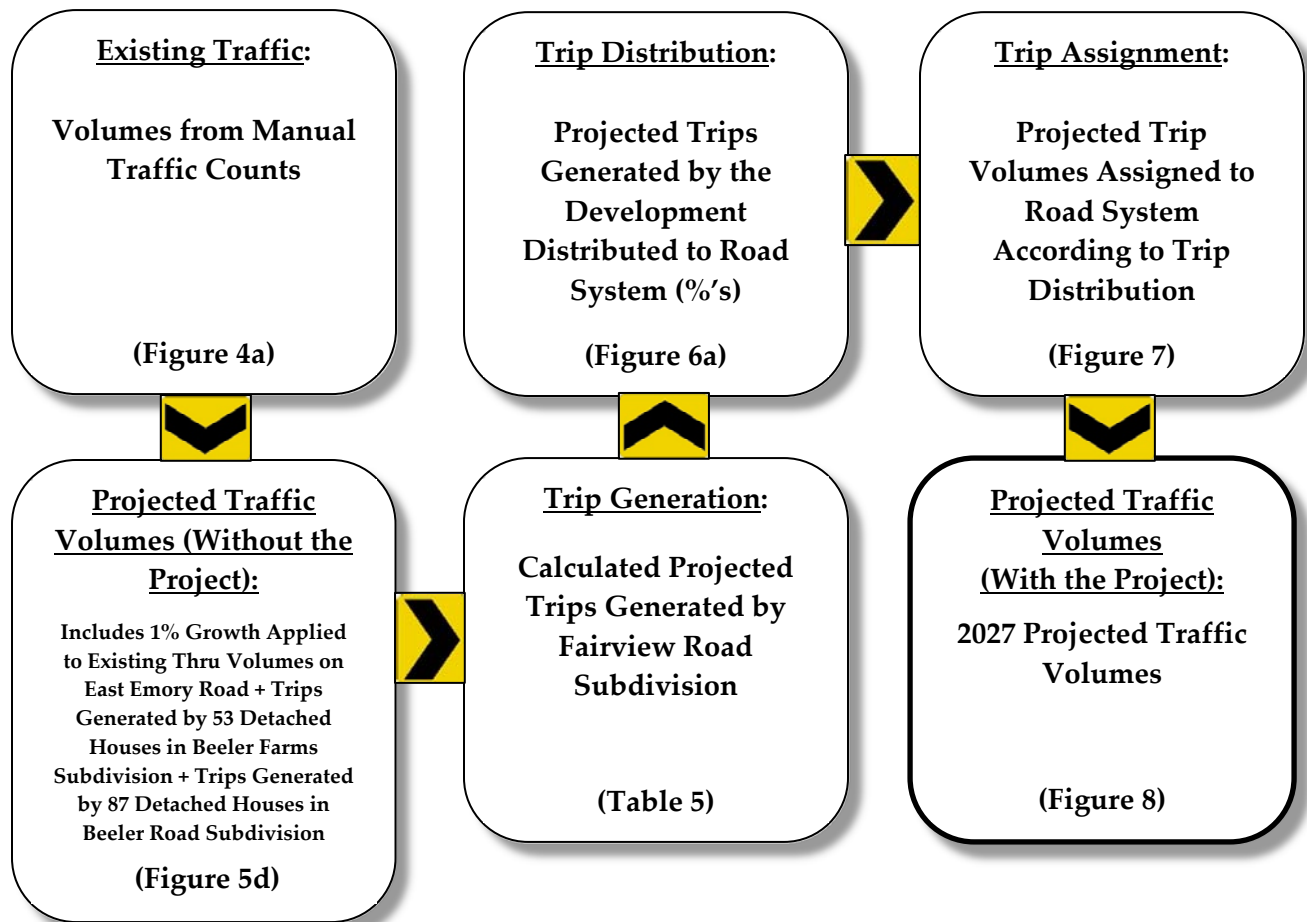 Existing Traffic:
Volumes from Manual
Traffic Counts
(Figure 4a)
Projected Traffic
Volumes (Without the
Project):
Includes 1% Growth Applied
to Existing Thru Volumes on
East Emory Road + Trips
Generated by 53 Detached
Houses in Beeler Farms
Subdivision + Trips Generated
by 87 Detached Houses in
Beeler Road Subdivision
(Figure 5d)
Trip Generation:
Calculated Projected
Trips Generated by
Fairview Road
Subdivision
(Table 5)
Trip Distribution:
Projected Trips
Generated by the
Development
Distributed to Road
System (%’s)
(Figure 6a)
Trip Assignment:
Projected Trip
Volumes Assigned to
Road System
According to Trip
Distribution
(Figure 7)
Projected Traffic
Volumes
(With the Project):
2027 Projected Traffic
Volumes
(Figure 8)